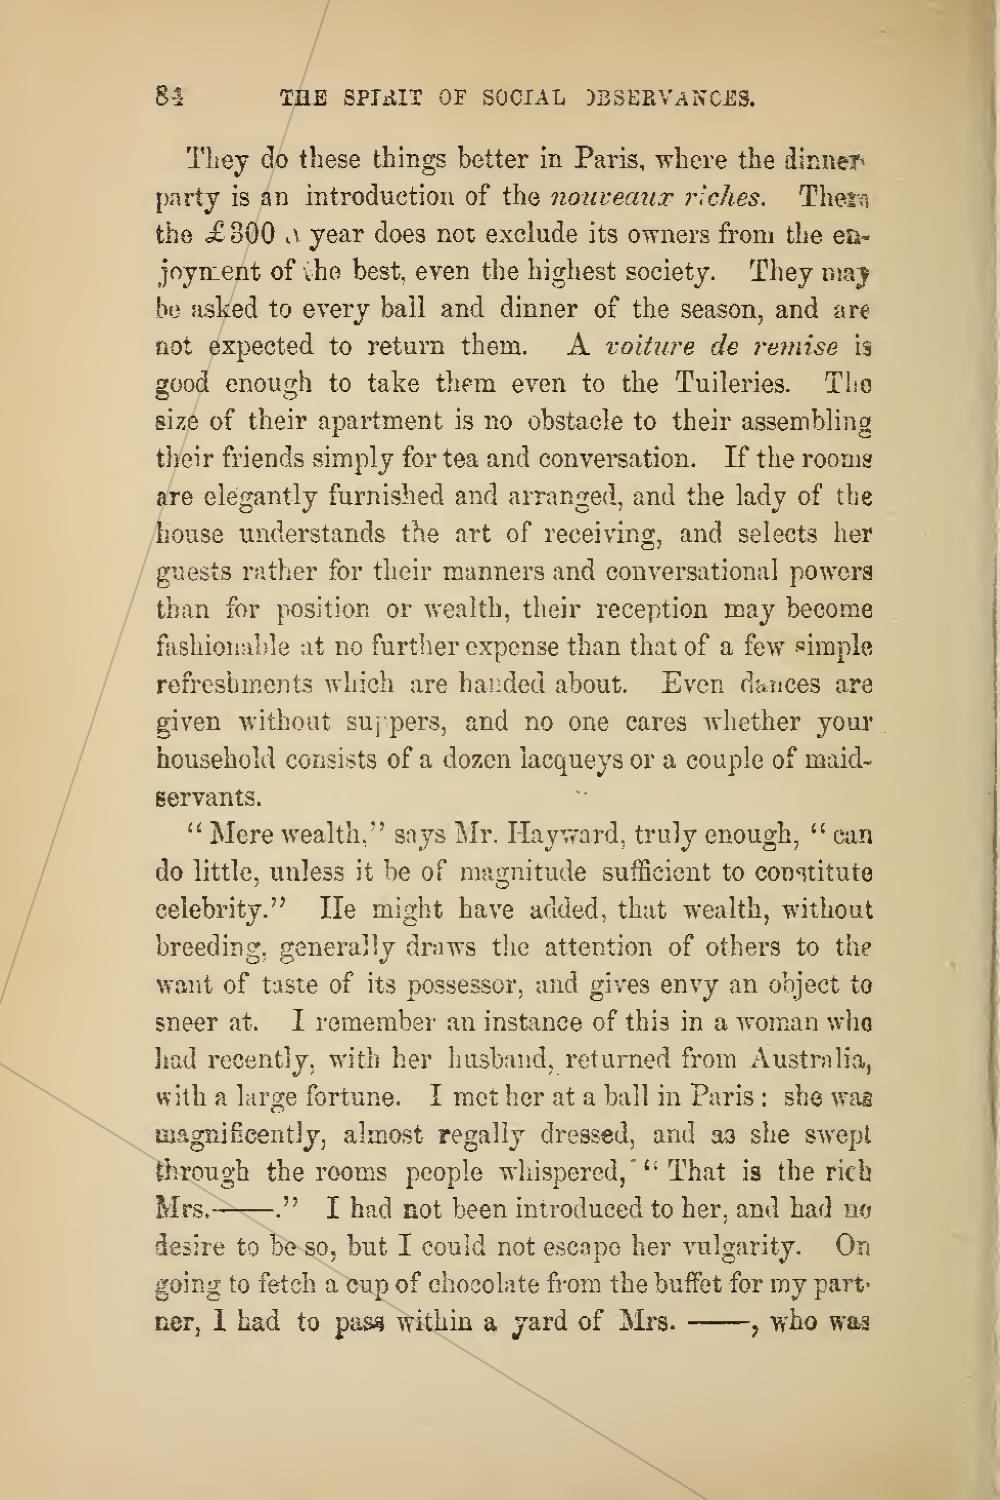 84 THE SPIRIT OF SOCIAL OBSERVANCES.
They do these things better in Paris, where the dinner
party is an introduction of the nouveaux riches. There
the £300 a year does not exclude its owners from the en-
joyment of the best, even the highest society. They may
be asked to every ball and dinner of the season, and are
not expected to return them. A voiture de remise is
good enough to take them even to the Tuileries. The
size of their apartment is no obstacle to their assembling
their friends simply for tea and conversation. If the rooms
are elegantly furnished and arranged, and the lady of the
house understands the art of receiving, and selects her
guests rather for their manners and conversational powers
than for position or wealth, their reception may become
fashionable at no further expense than that of a few simple
refreshments which are handed about. Even dances are
given without suppers, and no one cares whether your
household consists of a dozen lacqueys or a couple of maid-
servants.
“Mere wealth,” says Mr. Hayward, truly enough, “can
do little, unless it be of magnitude sufficient to constitute
celebrity.” He might have added, that wealth, without
breeding, generally draws the attention of others to the
want of taste of its possessor, and gives envy an object to
sneer at. I remember an instance of this in a woman who
had recently, with her husband, returned from Australia,
with a large fortune. I met her at a ball in Paris: she was
magnificently, almost regally dressed, and as she swept
through the rooms people whispered, “That is the rich
Mrs.——.” I had not been introduced to her, and had no
desire to be so, but I could not escape her vulgarity. On
going to fetch a cup of chocolate from the buffet for my part-
ner, I had to pass within a yard of Mrs. ——, who was